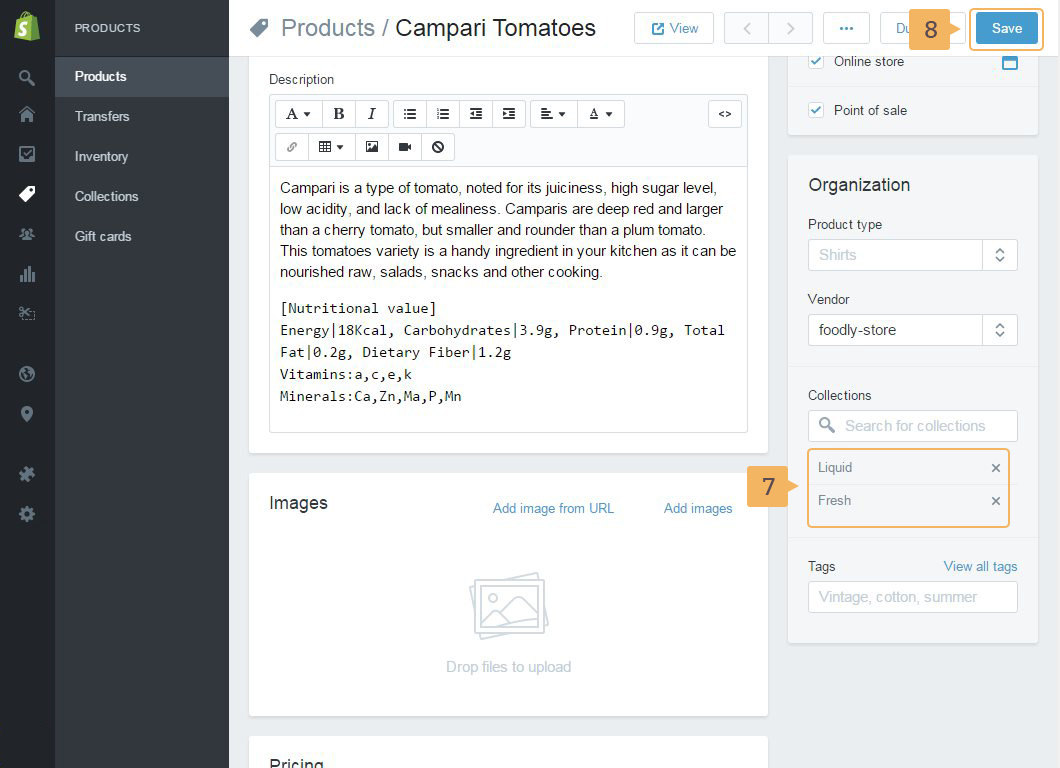 PRODUCTS
Products
Transfers
Inventory
Collections
Gift cards
Products / Campari Tomatoes
View
8
Save
Description
A B I
A
<>
Campari is a type of tomato, noted for its juiciness, high sugar level,
low acidity, and lack of mealiness. Camparis are deep red and larger
than a cherry tomato, but smaller and rounder than a plum tomato.
This tomatoes variety is a handy ingredient in your kitchen as it can be
nourished raw, salads, snacks and other cooking.
[Nutritional value]
Energy|18Kcal, Carbohydrates|3.9g, Protein|0.9g, Total
Fat|0.2g, Dietary Fiber|1.2g
Vitamins:a,c,e,k
Minerals:Ca,Zn,Ma,P,Mn
Images
Add image from URL
Add images
Drop files to upload
Pricing
Online store
Point of sale
Organization
Product type
Shirts
Vendor
foodly-store
Collections
Search for collections
7
Liquid
Fresh
Tags
View all tags
Vintage, cotton, summer